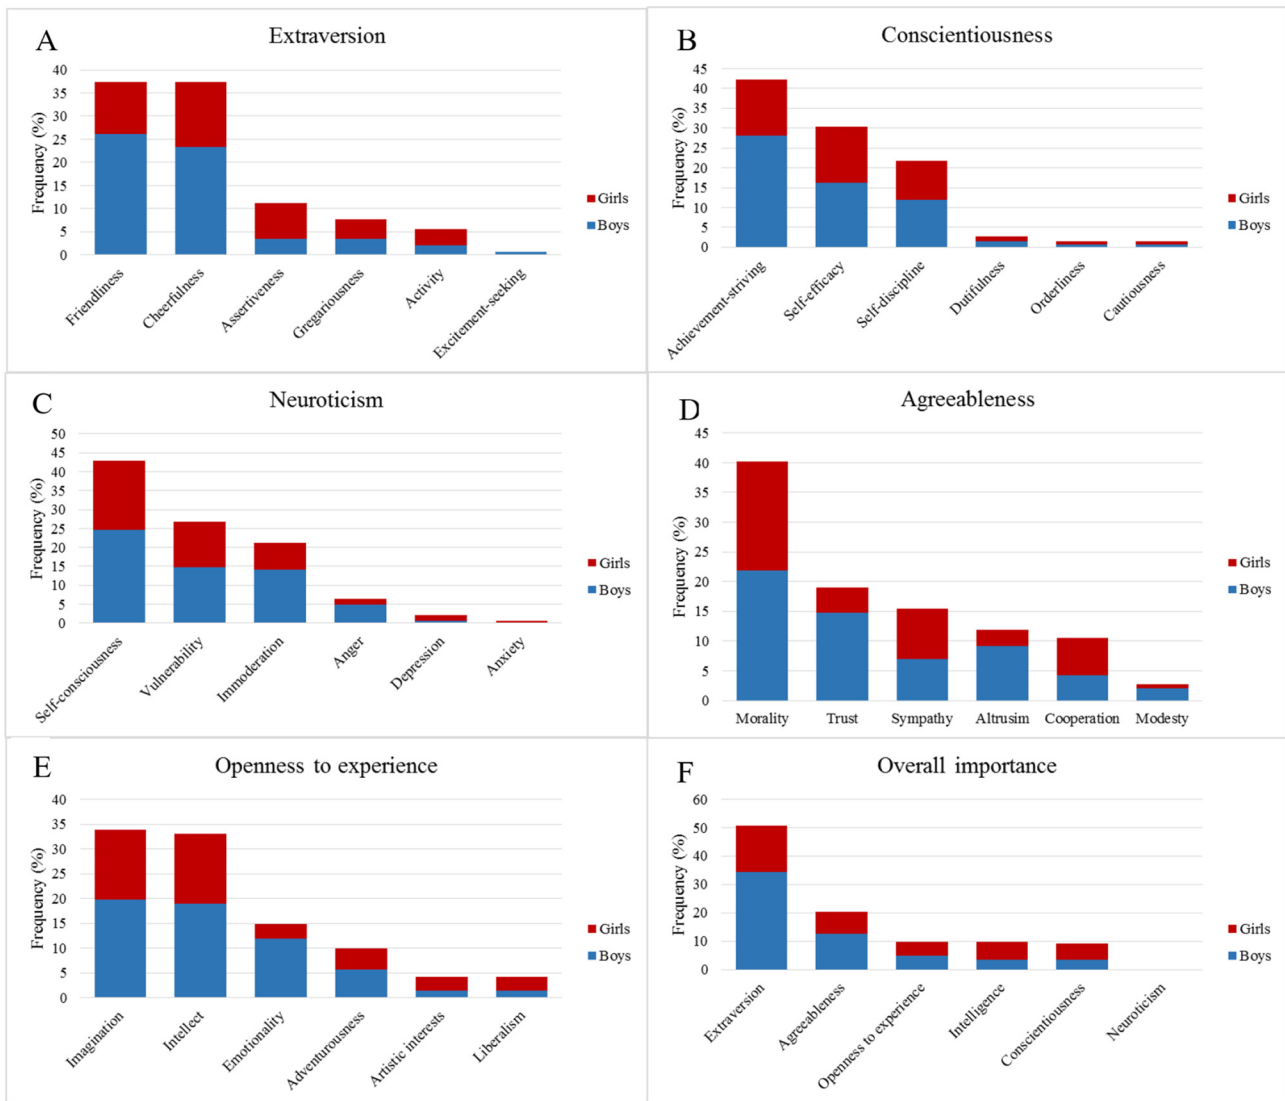 A
Extraversion
Frequency (%)
40
35
30
25
20
15
10
5
0
Friendliness
Cheerfulness
Assertiveness
Gregariousness
Activity
Excitement-seeking
Girls
Boys
B
Conscientiousness
Frequency (%)
45
40
35
30
25
20
15
10
5
0
Achievement-striving
Self-efficacy
Self-discipline
Dutifulness
Orderliness
Cautiousness
Girls
Boys
C
Neuroticism
Frequency (%)
50
45
40
35
30
25
20
15
10
5
0
Self-consciousness
Vulnerability
Immoderation
Anger
Depression
Anxiety
Girls
Boys
D
Agreeableness
Frequency (%)
45
40
35
30
25
20
15
10
5
0
Morality Trust Sympathy Altrusim Cooperation Modesty
Girls
Boys
E
Openness to experience
Frequency (%)
40
35
30
25
20
15
10
5
0
Imagination
Intellect
Emotionality
Adventurousness
Artistic interests
Liberalism
Girls
Boys
F
Overall importance
Frequency (%)
60
50
40
30
20
10
0
Extraversion
Agreeableness
Openness to experience
Intelligence
Conscientiousness
Neuroticism
Girls
Boys